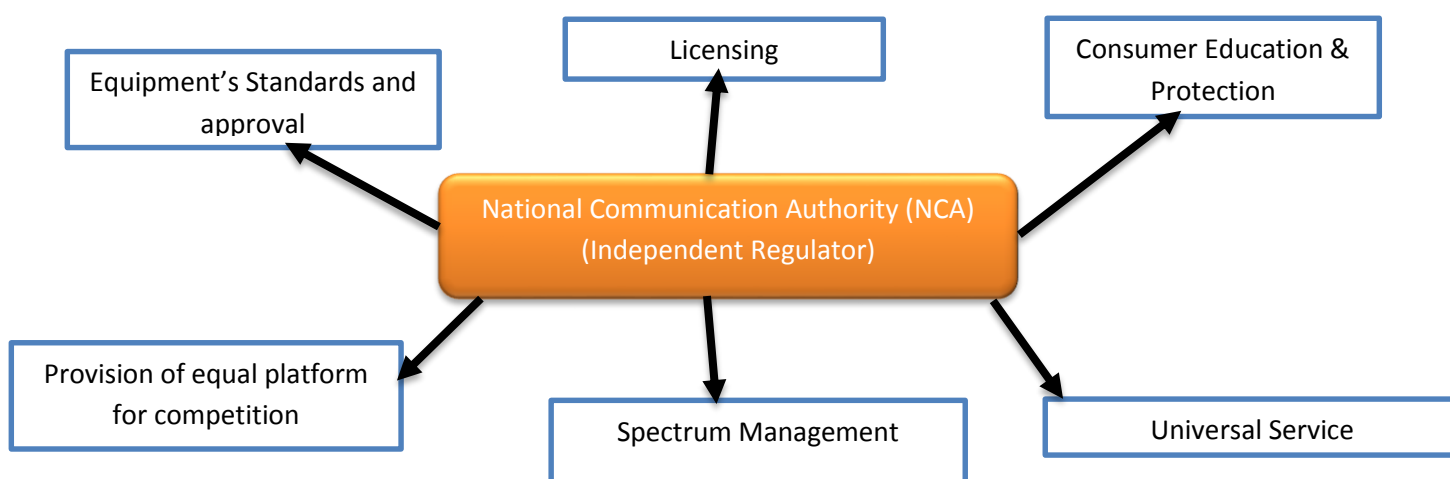 Licensing
Equipment’s Standards and
approval
Consumer Education &
Protection
National Communication Authority (NCA)
(Independent Regulator)
Provision of equal platform
for competition
Spectrum Management
Universal Service